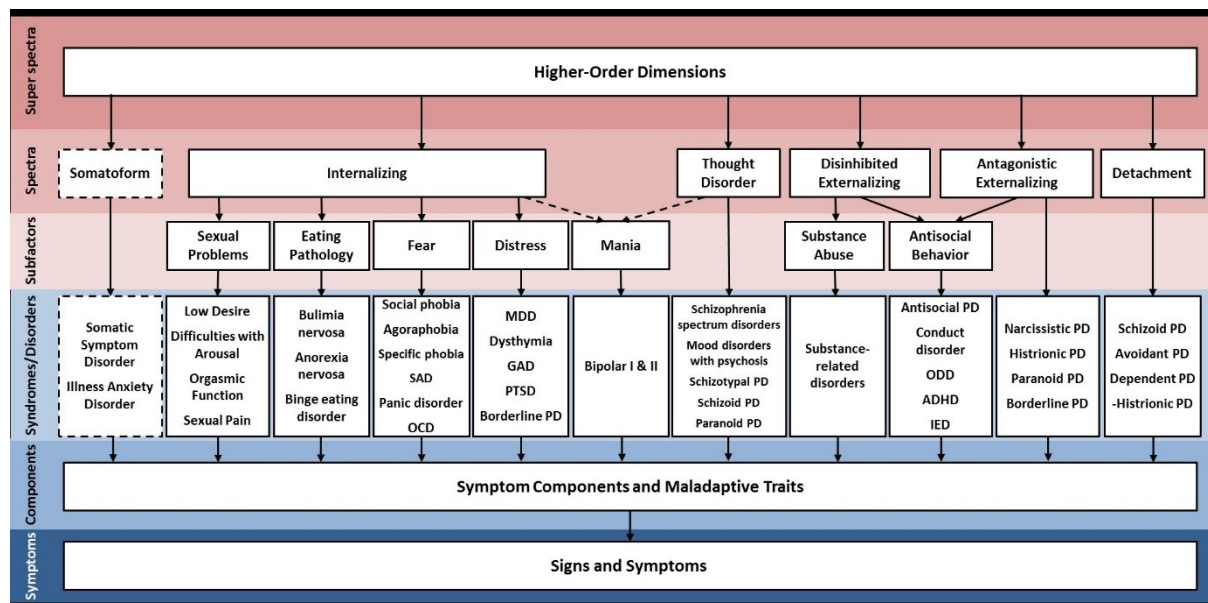 Super spectra
Higher-Order Dimensions
Spectra
Somatoform
Internalizing
Thought
Disorder
Disinhibited
Externalizing
Antagonistic
Externalizing
Detachment
Subfactors
Sexual
Problems
Eating
Pathology
Fear
Distress
Mania
Substance
Abuse
Antisocial
Behavior
Syndromes/Disorders
Somatic
Symptom
Disorder
Illness Anxiety
Disorder
Low Desire
Difficulties with
Arousal
Orgasmic
Function
Sexual Pain
Bulimia
nervosa
Anorexia
nervosa
Binge eating
disorder
Social phobia
Agoraphobia
Specific phobia
SAD
Panic disorder
OCD
MDD
Dysthymia
GAD
PTSD
Borderline PD
Bipolar I & II
Schizophrenia
spectrum disorders
Mood disorders
with psychosis
Schizotypal PD
Schizoid PD
Paranoid PD
Substance-
related
disorders
Antisocial PD
Conduct
disorder
ODD
ADHD
IED
Narcissistic PD
Histrionic PD
Paranoid PD
Borderline PD
Schizoid PD
Avoidant PD
Dependent PD
-Histrionic PD
Components
Symptom Components and Maladaptive Traits
Symptoms
Signs and Symptoms